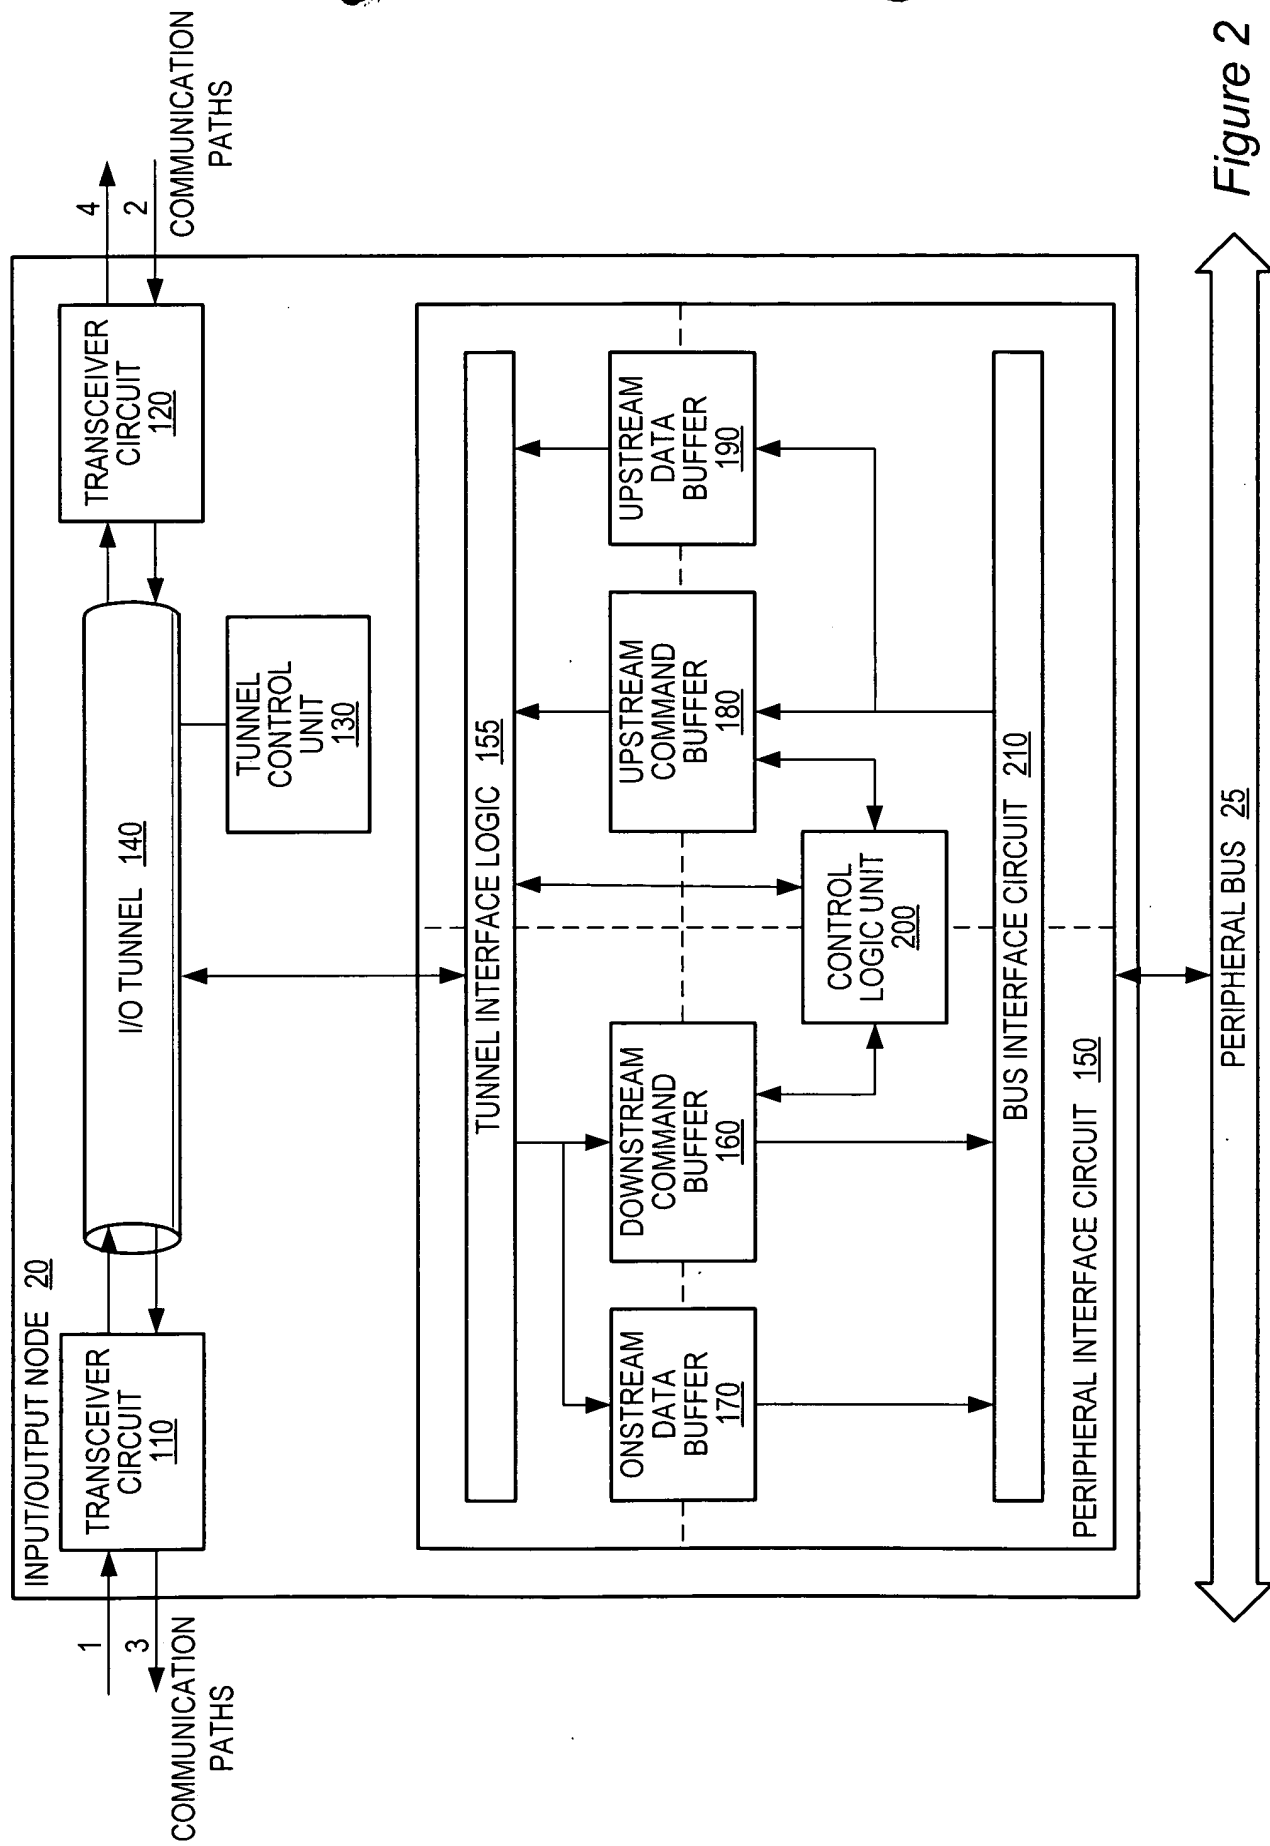 INPUT/OUTPUT NODE 20
1
3
COMMUNICATION
PATHS
TRANSCEIVER
CIRCUIT
110
I/O TUNNEL 140
TUNNEL
CONTROL
UNIT
130
TRANSCEIVER
CIRCUIT
120
4
2
COMMUNICATION
PATHS
TUNNEL INTERFACE LOGIC 155
ONSTREAM
DATA
BUFFER
170
DOWNSTREAM
COMMAND
BUFFER
160
UPSTREAM
COMMAND
BUFFER
180
UPSTREAM
DATA
BUFFER
190
CONTROL
LOGIC UNIT
200
BUS INTERFACE CIRCUIT 210
PERIPHERAL INTERFACE CIRCUIT 150
PERIPHERAL BUS 25
Figure 2